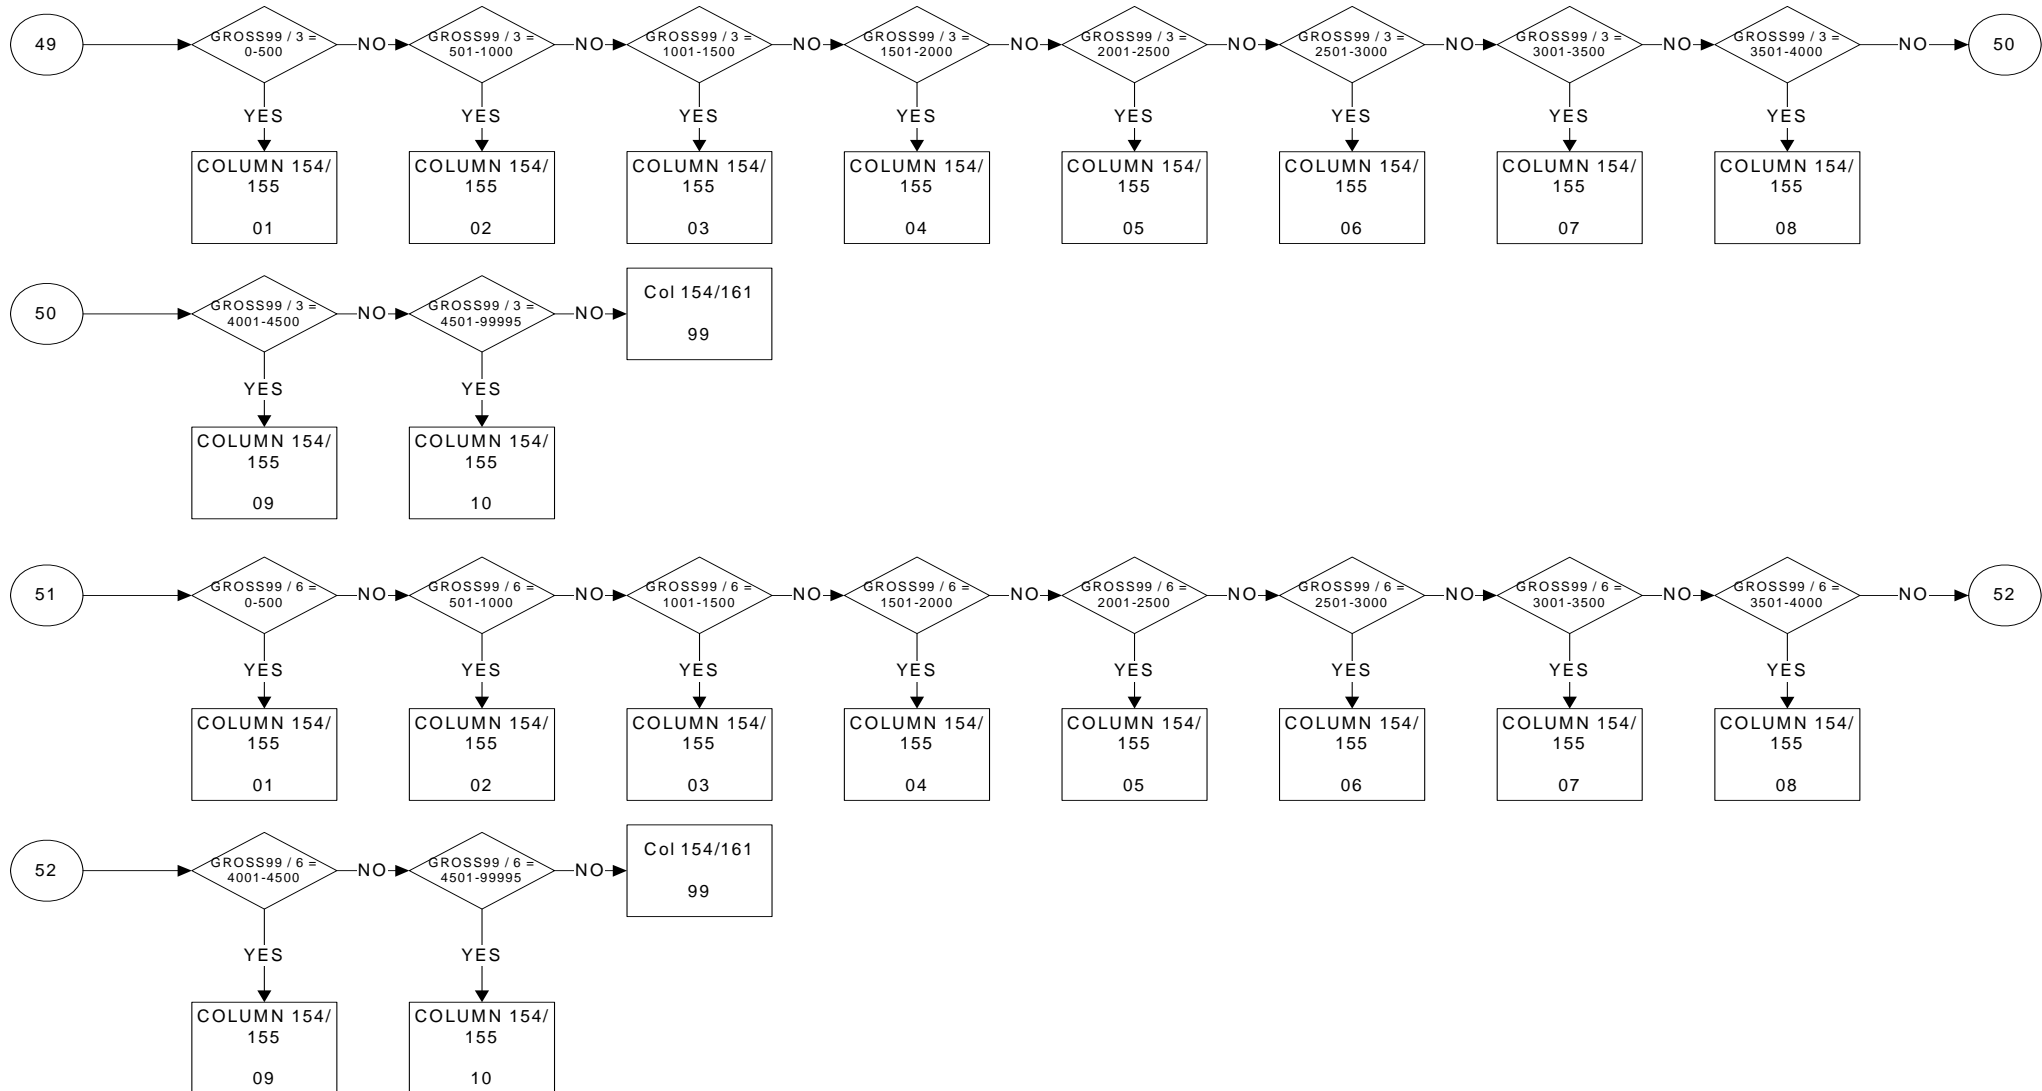 49
GROSS99 / 3 =
0-500
NO
GROSS99 / 3 =
501-1000
NO
GROSS99 / 3 =
1001-1500
NO
GROSS99 / 3 =
1501-2000
NO
GROSS99 / 3 =
2001-2500
NO
GROSS99 / 3 =
2501-3000
NO
GROSS99 / 3 =
3001-3500
NO
GROSS99 / 3 =
3501-4000
NO
50
YES
YES
YES
YES
YES
YES
YES
YES
COLUMN 154/
155
01
COLUMN 154/
155
02
COLUMN 154/
155
03
COLUMN 154/
155
04
COLUMN 154/
155
05
COLUMN 154/
155
06
COLUMN 154/
155
07
COLUMN 154/
155
08
50
GROSS99 / 3 =
4001-4500
NO
GROSS99 / 3 =
4501-99995
NO
Col 154/161
99
YES
YES
COLUMN 154/
155
09
COLUMN 154/
155
10
51
GROSS99 / 6 =
0-500
NO
GROSS99 / 6 =
501-1000
NO
GROSS99 / 6 =
1001-1500
NO
GROSS99 / 6 =
1501-2000
NO
GROSS99 / 6 =
2001-2500
NO
GROSS99 / 6 =
2501-3000
NO
GROSS99 / 6 =
3001-3500
NO
GROSS99 / 6 =
3501-4000
NO
52
YES
YES
YES
YES
YES
YES
YES
YES
COLUMN 154/
155
01
COLUMN 154/
155
02
COLUMN 154/
155
03
COLUMN 154/
155
04
COLUMN 154/
155
05
COLUMN 154/
155
06
COLUMN 154/
155
07
COLUMN 154/
155
08
52
GROSS99 / 6 =
4001-4500
NO
GROSS99 / 6 =
4501-99995
NO
Col 154/161
99
YES
YES
COLUMN 154/
155
09
COLUMN 154/
155
10